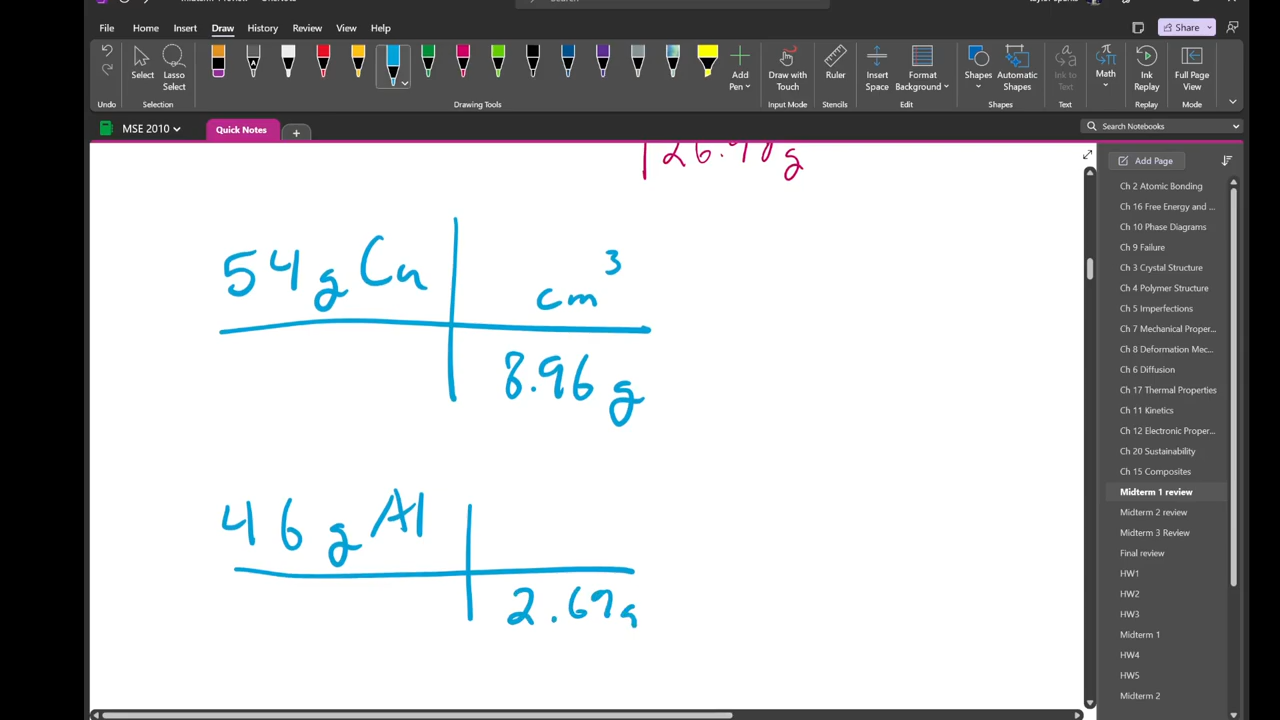 File Home Insert Draw History Review View Help Share
Undo
Select
Lasso Select
Add Pen
Draw with Touch
Ruler
Insert Space
Format Background
Shapes
Automatic Shapes
Ink to Text
Math
Ink Replay
Full Page View
Undo Selection Drawing Tools Input Mode Stencils Edit Shapes Text Replay Mode
MSE 2010 Quick Notes + Search Notebooks
Add Page
126.98 g
54 g Cu
cm³
8.96 g
46 g Al
2.69 g
Ch 2 Atomic Bonding
Ch 16 Free Energy and ...
Ch 10 Phase Diagrams
Ch 9 Failure
Ch 3 Crystal Structure
Ch 4 Polymer Structure
Ch 5 Imperfections
Ch 7 Mechanical Proper...
Ch 8 Deformation Mec...
Ch 6 Diffusion
Ch 17 Thermal Properties
Ch 11 Kinetics
Ch 12 Electronic Proper...
Ch 20 Sustainability
Ch 15 Composites
Midterm 1 review
Midterm 2 review
Midterm 3 Review
Final review
HW1
HW2
HW3
Midterm 1
HW4
HW5
Midterm 2